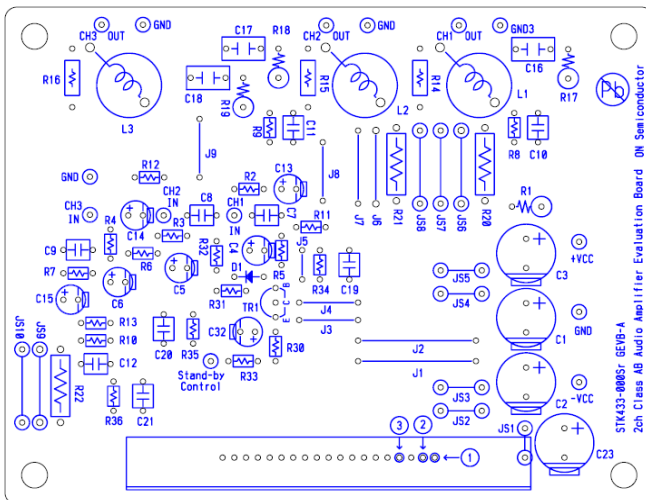 CH3 OUT GND
C17
R18
CH2 OUT GND
CH1 OUT GND3
C16
R17
R16
C18
R19
R15
R14
L3
L2
L1
R9
C11
R8
C10
J9
J8
J7
J6
R21
JS8
JS7
JS6
R20
R12
GND
CH2 IN
R2
C13
CH3 IN
C14
R4
R3
C8
CH1 IN
C7
R11
R1
C9
R7
R6
R32
C4
R5
J5
R34
C19
C3
+VCC
JS5
JS4
C15
C6
C5
D1
R31
TR1
B
C
E
J4
J3
C1
GND
JS10
JS9
R13
R10
C20
R35
C32
R30
J2
J1
C12
R22
R33
Stand-by
Control
JS3
JS2
C2
-VCC
R36
C21
JS1
C23
3
2
1
STK433-000Sr GEVB-A
2ch Class AB Audio Amplifier Evaluation Board ON Semiconductor